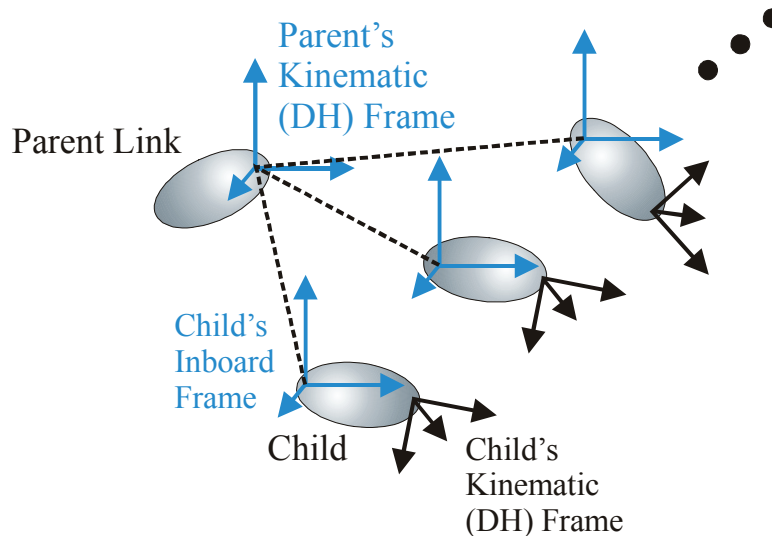 Parent’s
Kinematic
(DH) Frame
Parent Link
Child’s
Inboard
Frame
Child
Child’s
Kinematic
(DH) Frame